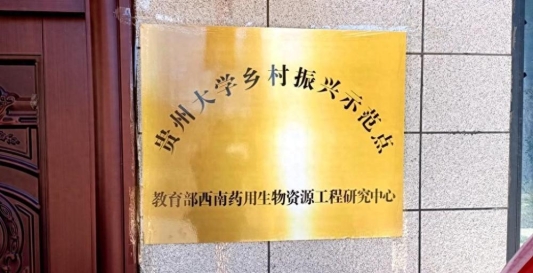 贵州大学乡村振兴示范点
教育部西南药用生物资源工程研究中心